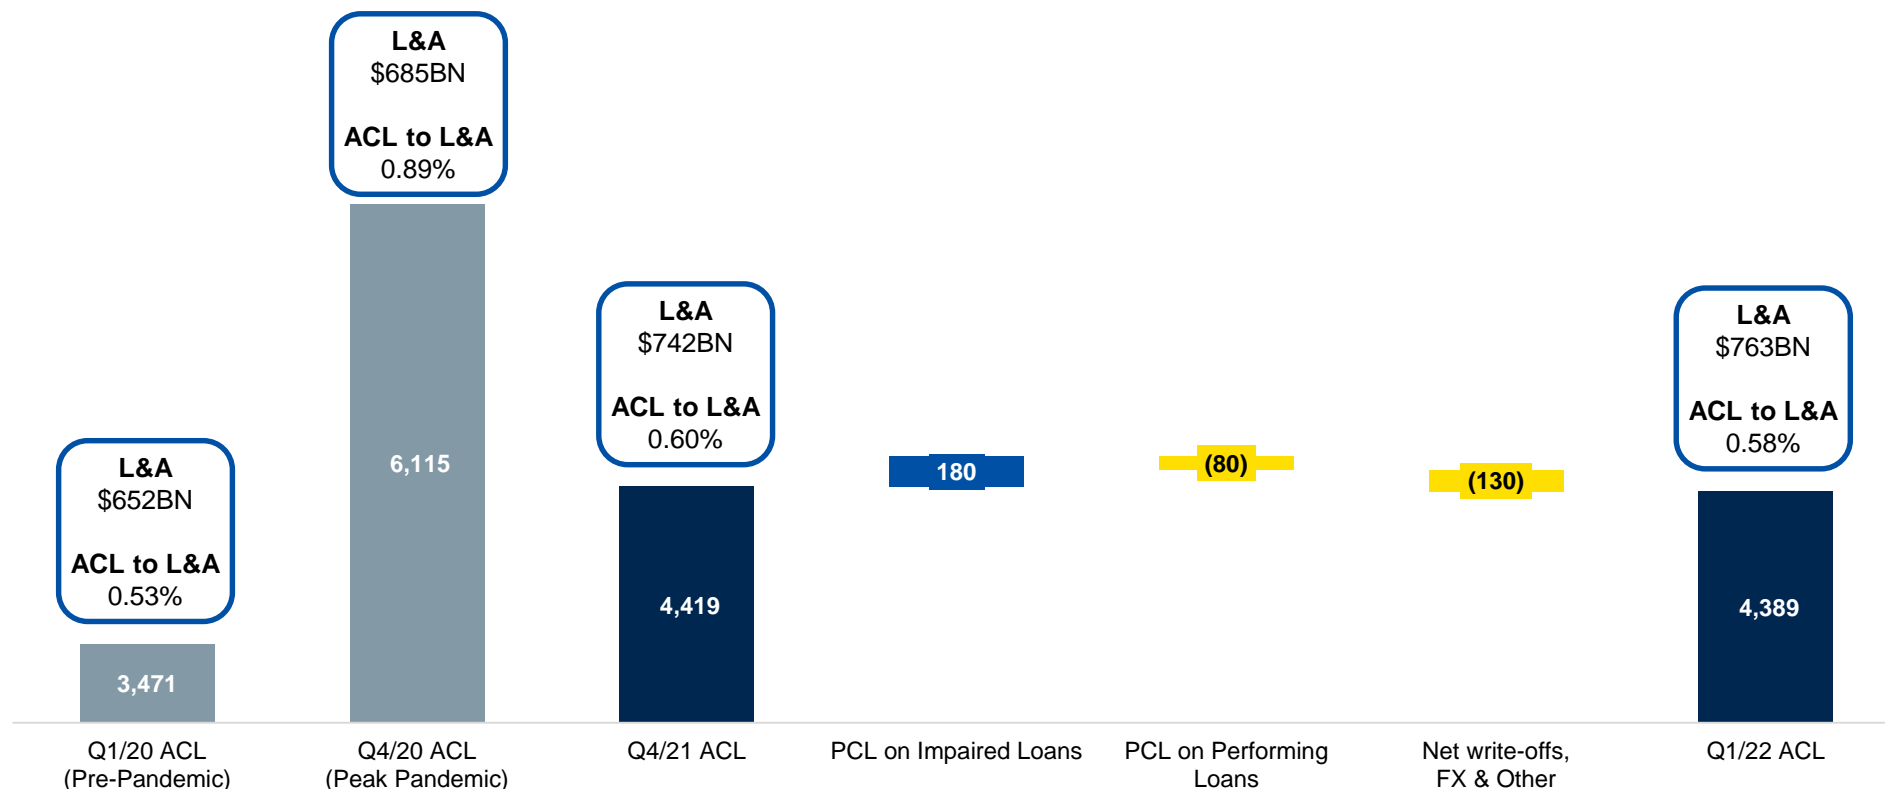 L&A
$652BN
ACL to L&A
0.53%
3,471
Q1/20 ACL
(Pre-Pandemic)
L&A
$685BN
ACL to L&A
0.89%
6,115
Q4/20 ACL
(Peak Pandemic)
L&A
$742BN
ACL to L&A
0.60%
4,419
Q4/21 ACL
180
PCL on Impaired Loans
(80)
PCL on Performing
Loans
(130)
Net write-offs,
FX & Other
L&A
$763BN
ACL to L&A
0.58%
4,389
Q1/22 ACL